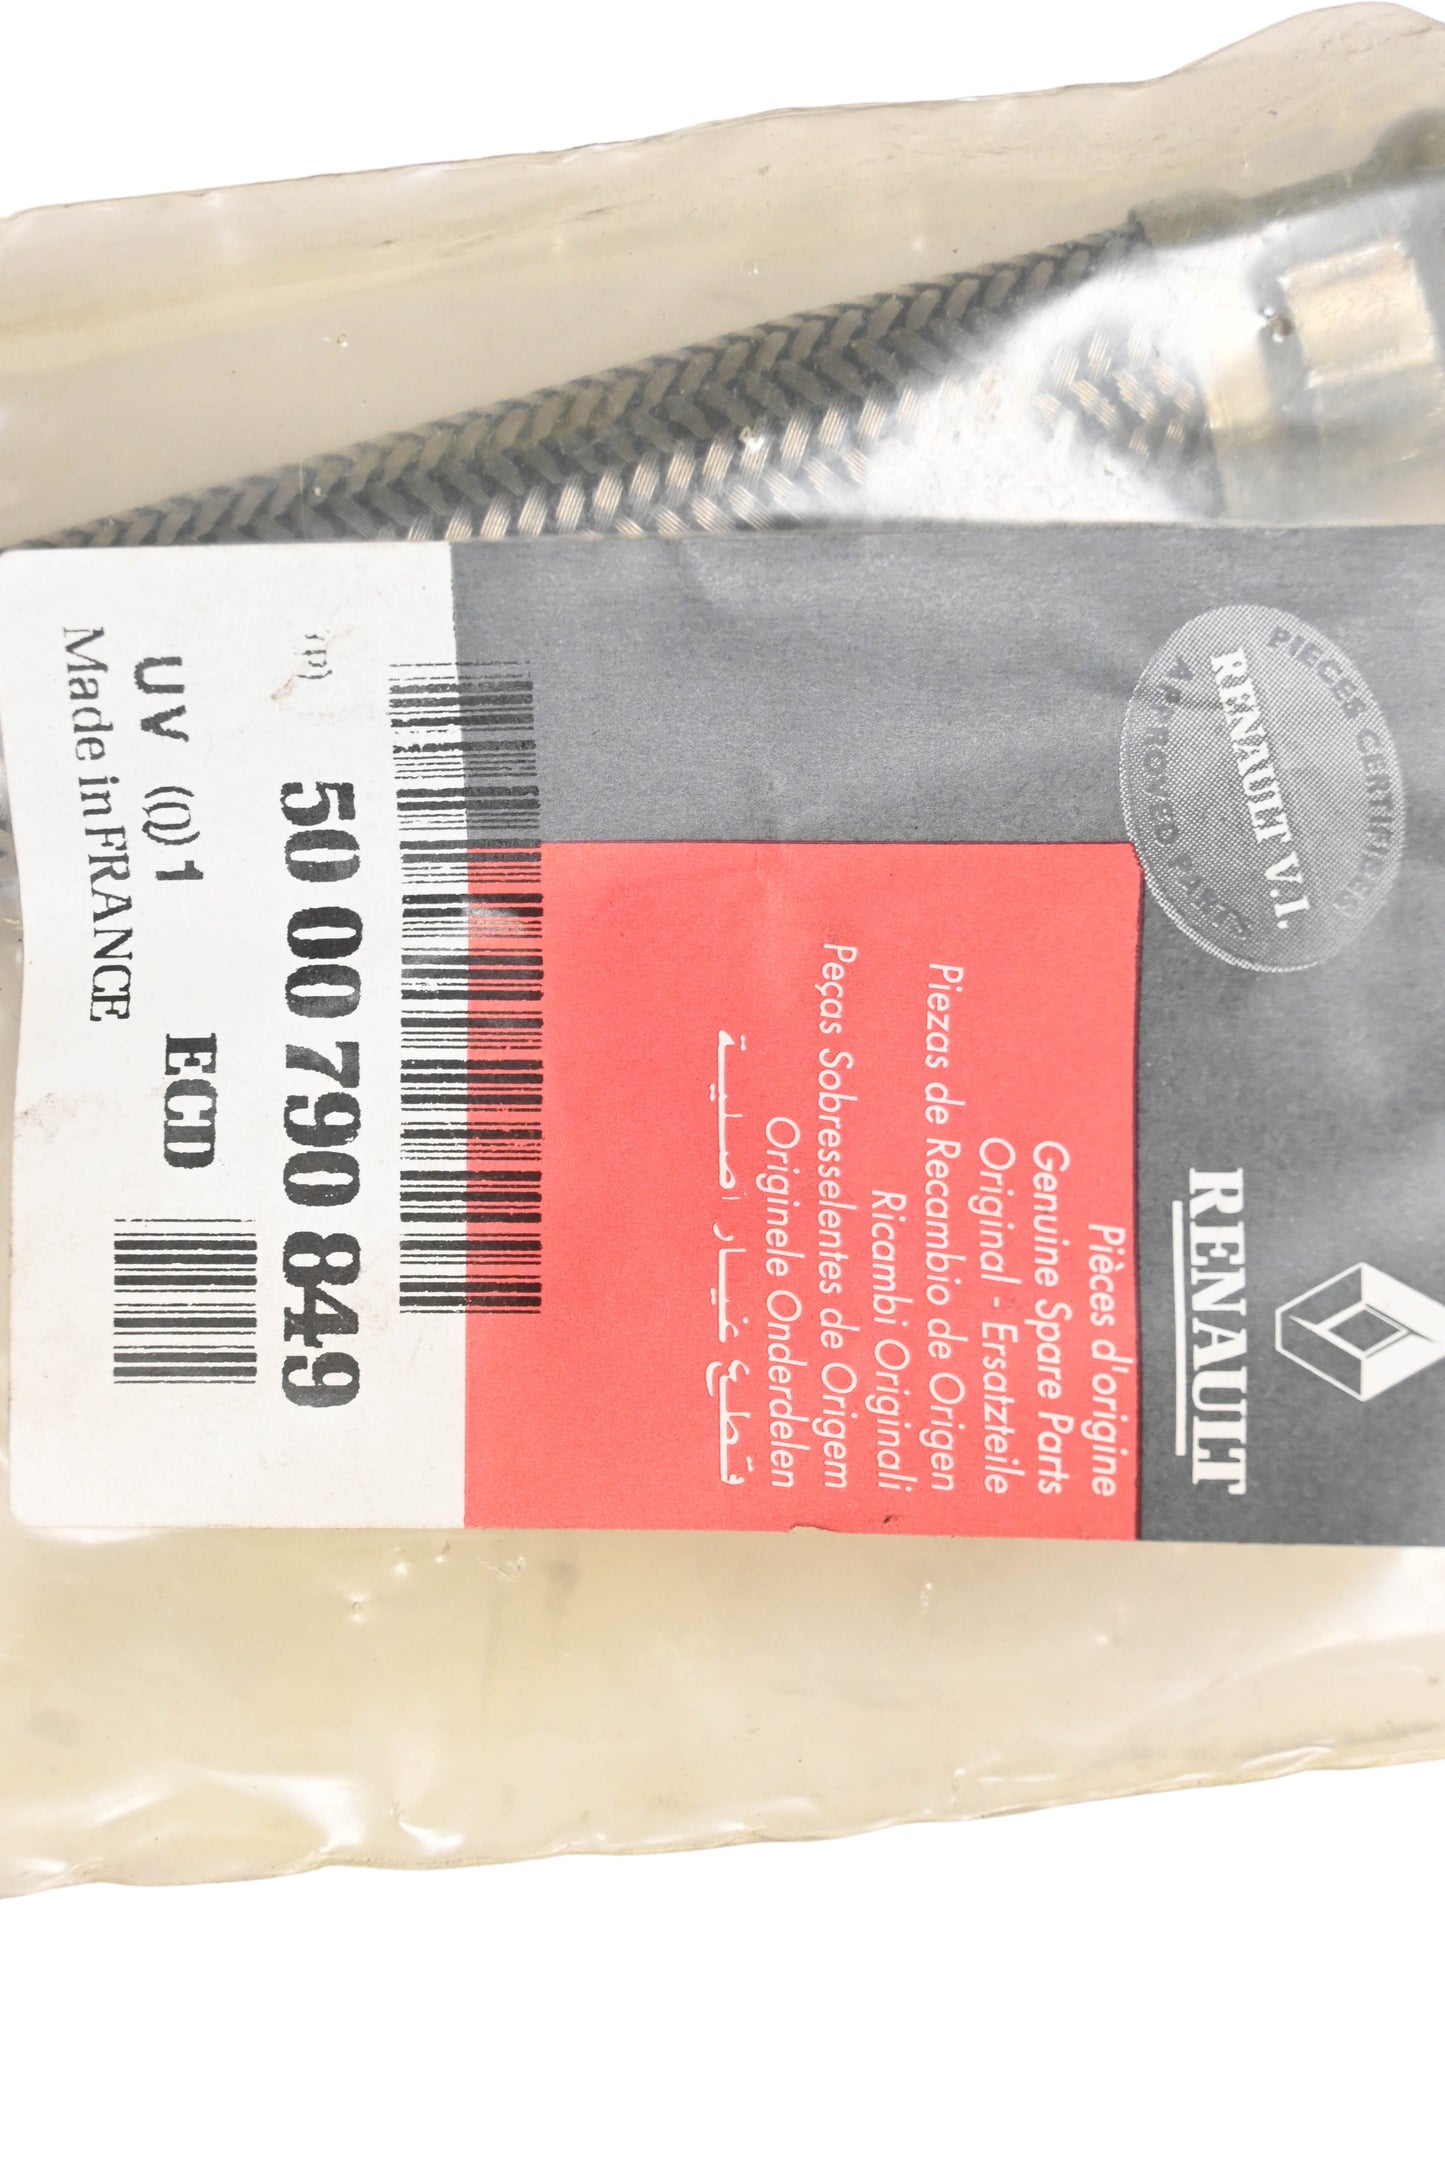 RENAULT
PIECES CERTIFIEES
RENAULT V.I.
APPROVED PARTS
Pièces d'origine
Genuine Spare Parts
Original - Ersatzteile
Piezas de Recambio de Origen
Ricambi Originali
Peças Sobresselentes de Origem
Originele Onderdelen
قطع غيار أصلية
(P)
50 00 790 849
UV (Q) 1 ECD
Made in FRANCE